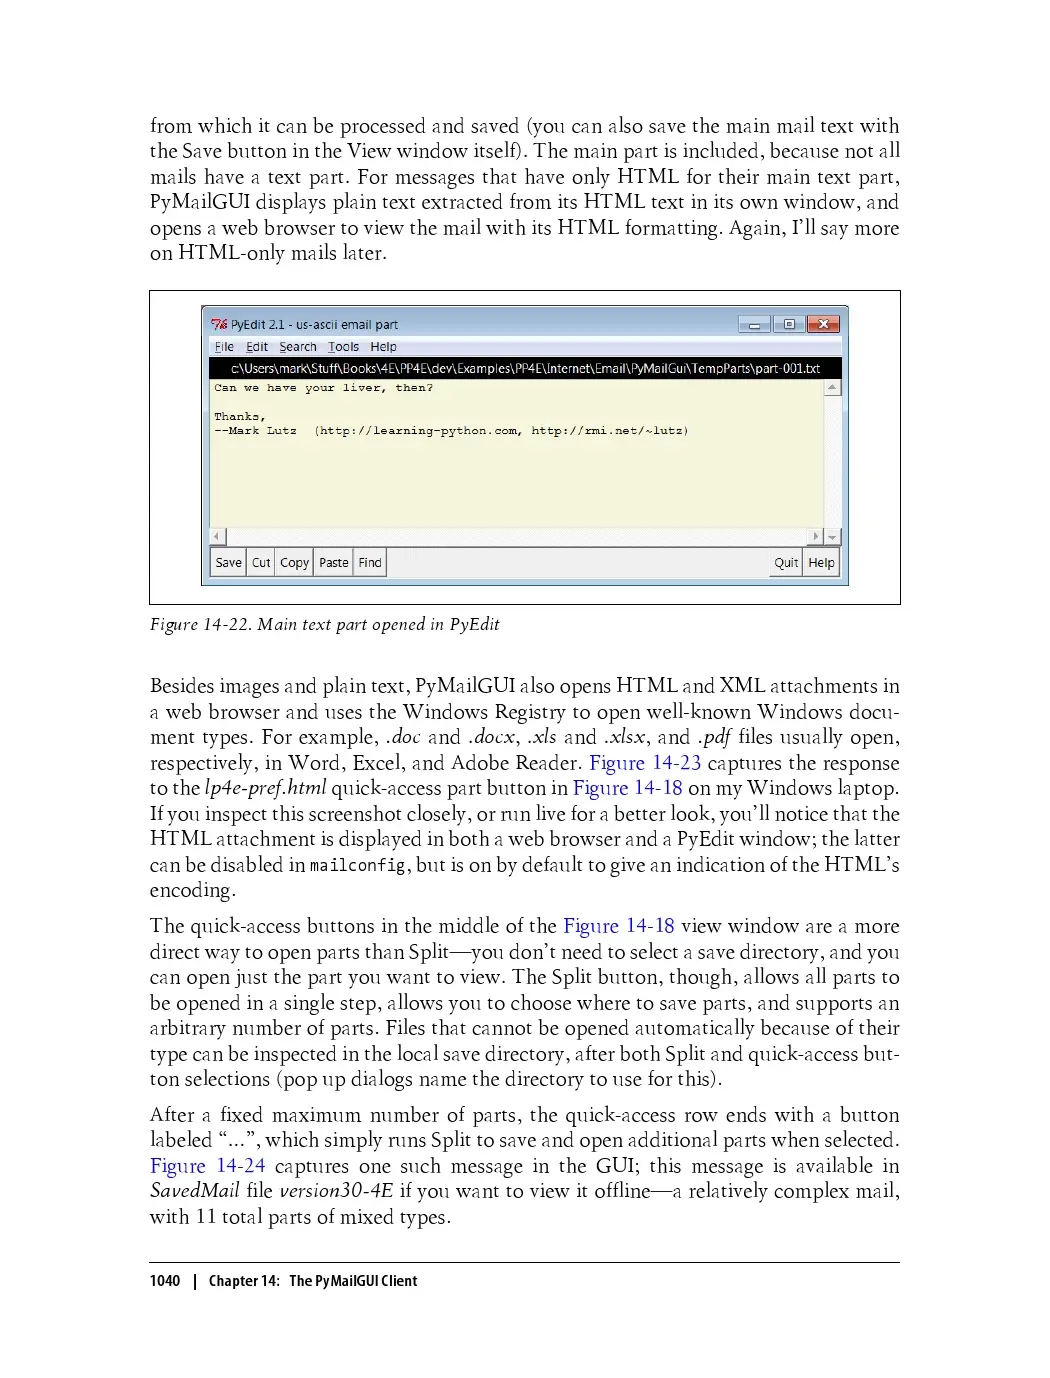 from which it can be processed and saved (you can also save the main mail text with
the Save button in the View window itself). The main part is included, because not all
mails have a text part. For messages that have only HTML for their main text part,
PyMailGUI displays plain text extracted from its HTML text in its own window, and
opens a web browser to view the mail with its HTML formatting. Again, I’ll say more
on HTML-only mails later.
PyEdit 2.1 - us-ascii email part
File Edit Search Tools Help
c:\Users\mark\Stuff\Books\4E\PP4E\dev\Examples\PP4E\Internet\Email\PyMailGui\TempParts\part-001.txt
Can we have your liver, then?
Thanks,
--Mark Lutz (http://learning-python.com, http://rmi.net/~lutz)
Save Cut Copy Paste Find Quit Help
Figure 14-22. Main text part opened in PyEdit
Besides images and plain text, PyMailGUI also opens HTML and XML attachments in
a web browser and uses the Windows Registry to open well-known Windows docu-
ment types. For example, .doc and .docx, .xls and .xlsx, and .pdf files usually open,
respectively, in Word, Excel, and Adobe Reader. Figure 14-23 captures the response
to the lp4e-pref.html quick-access part button in Figure 14-18 on my Windows laptop.
If you inspect this screenshot closely, or run live for a better look, you’ll notice that the
HTML attachment is displayed in both a web browser and a PyEdit window; the latter
can be disabled in mailconfig, but is on by default to give an indication of the HTML’s
encoding.
The quick-access buttons in the middle of the Figure 14-18 view window are a more
direct way to open parts than Split—you don’t need to select a save directory, and you
can open just the part you want to view. The Split button, though, allows all parts to
be opened in a single step, allows you to choose where to save parts, and supports an
arbitrary number of parts. Files that cannot be opened automatically because of their
type can be inspected in the local save directory, after both Split and quick-access but-
ton selections (pop up dialogs name the directory to use for this).
After a fixed maximum number of parts, the quick-access row ends with a button
labeled “...”, which simply runs Split to save and open additional parts when selected.
Figure 14-24 captures one such message in the GUI; this message is available in
SavedMail file version30-4E if you want to view it offline—a relatively complex mail,
with 11 total parts of mixed types.
1040 | Chapter 14: The PyMailGUI Client